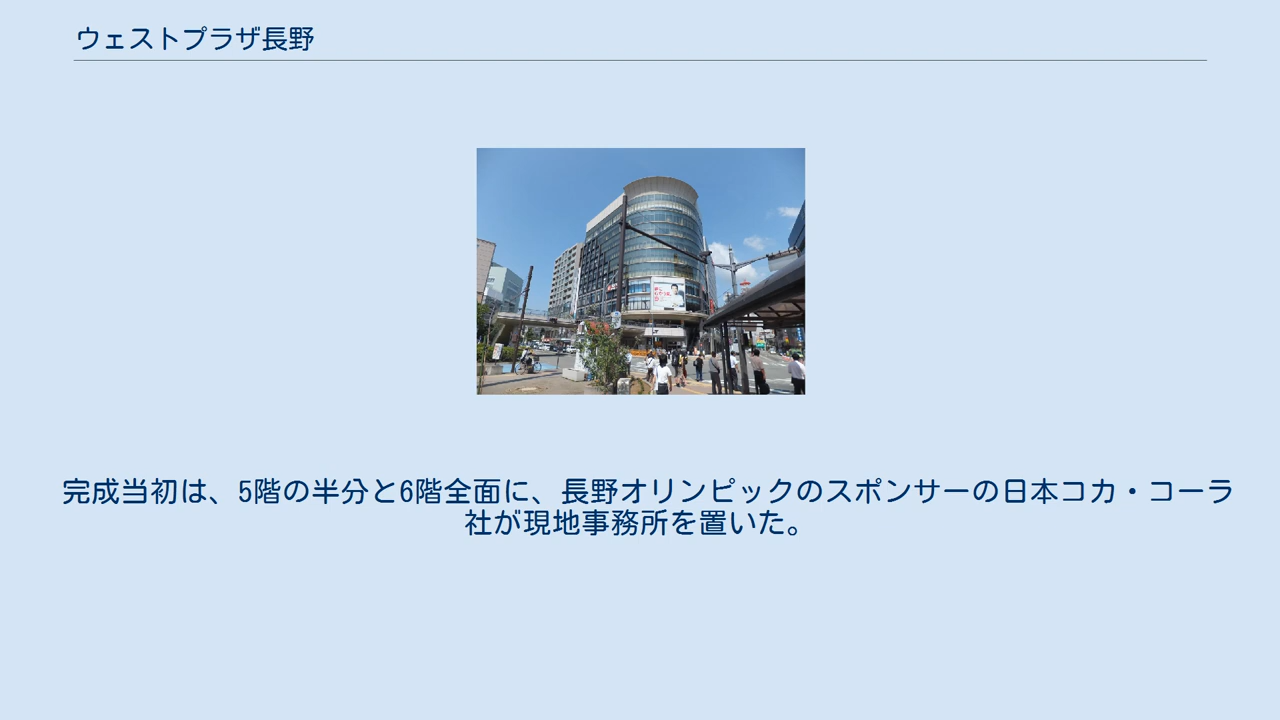 ウェストプラザ長野
完成当初は、5階の半分と6階全面に、長野オリンピックのスポンサーの日本コカ・コーラ
社が現地事務所を置いた。